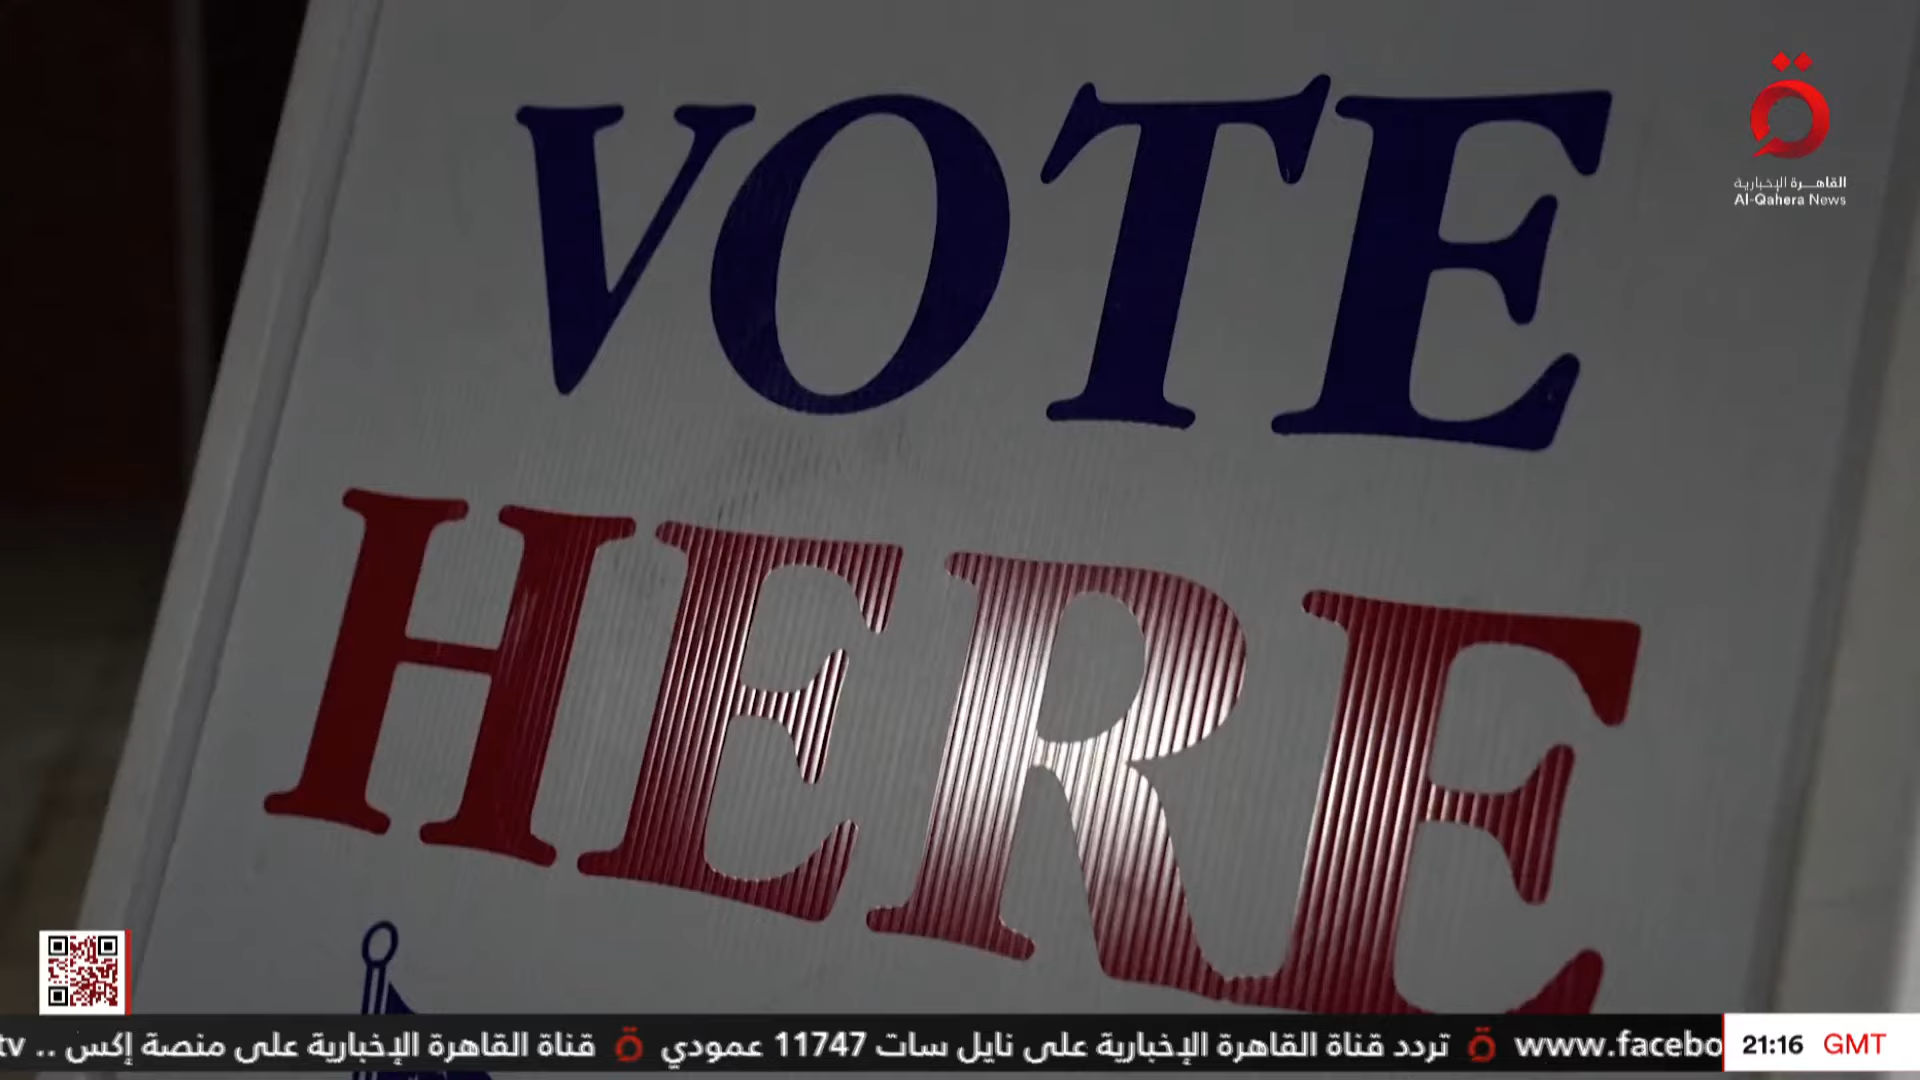 VOTE
HERE
القاهرة الإخبارية
Al-Qahera News
www.facebo تردد قناة القاهرة الإخبارية على نايل سات 11747 عمودي قناة القاهرة الإخبارية على منصة إكس .. tv
21:16 GMT